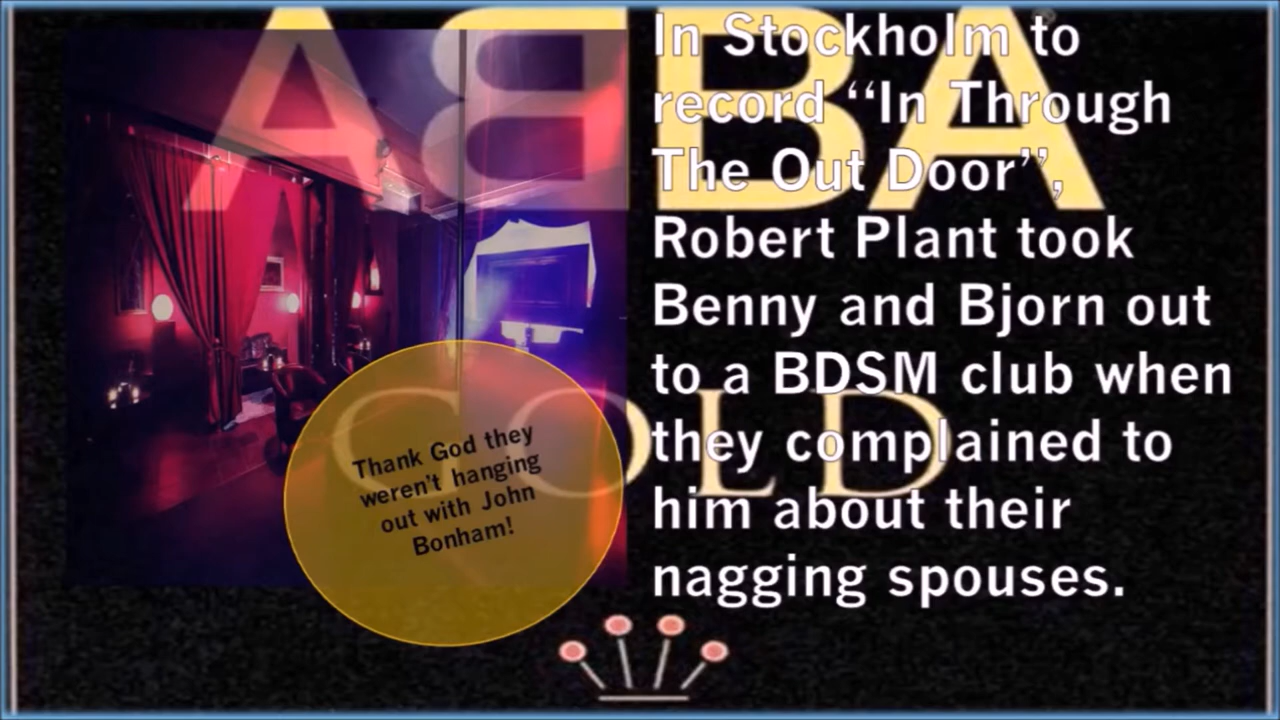 AᗺBA
In Stockholm to
record “In Through
The Out Door”,
Robert Plant took
Benny and Bjorn out
to a BDSM club when
they complained to
him about their
nagging spouses.
GOLD
Thank God they
weren't hanging
out with John
Bonham!